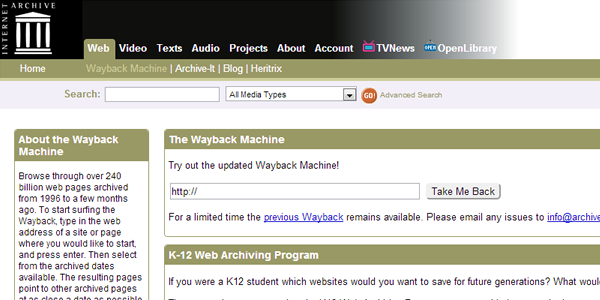 INTERNET ARCHIVE
Web Video Texts Audio Projects About Account TVNews OPEN OpenLibrary
Home Wayback Machine | Archive-It | Blog | Heritrix
Search: All Media Types GO! Advanced Search
About the Wayback
Machine
Browse through over 240
billion web pages archived
from 1996 to a few months
ago. To start surfing the
Wayback, type in the web
address of a site or page
where you would like to start,
and press enter. Then select
from the archived dates
available. The resulting pages
point to other archived pages
at as close a date as possible
The Wayback Machine
Try out the updated Wayback Machine!
http:// Take Me Back
For a limited time the previous Wayback remains available. Please email any issues to info@archive
K-12 Web Archiving Program
If you were a K12 student which websites would you want to save for future generations? What would